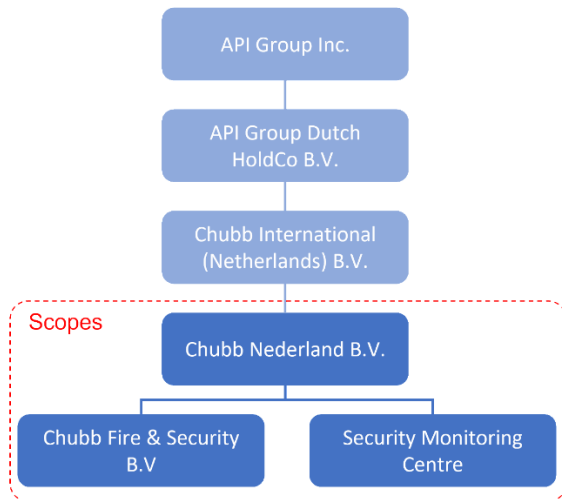 API Group Inc.
API Group Dutch
HoldCo B.V.
Chubb International
(Netherlands) B.V.
Scopes
Chubb Nederland B.V.
Chubb Fire & Security
B.V
Security Monitoring
Centre